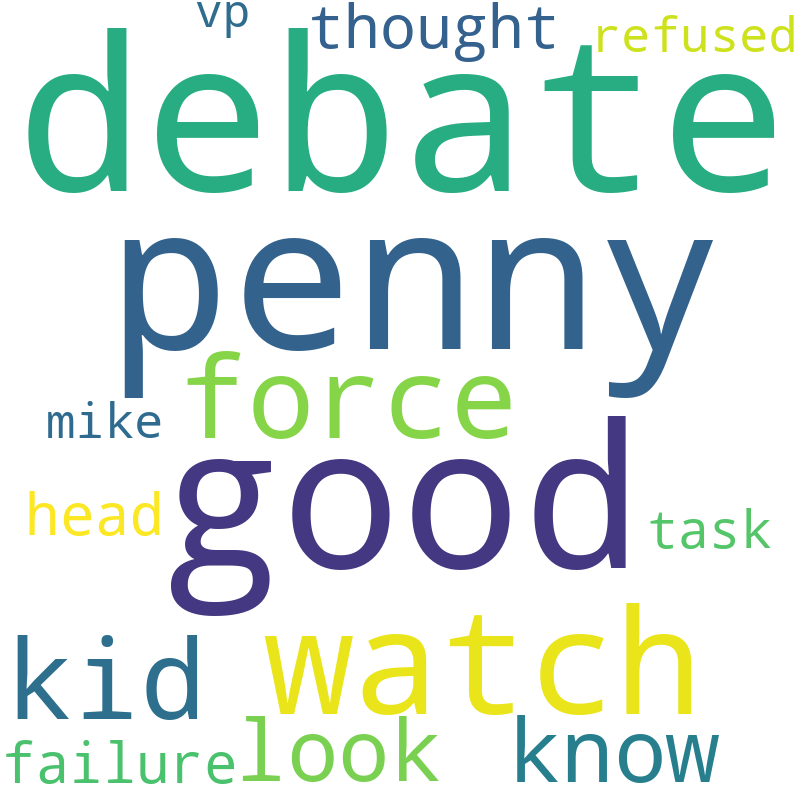 vp thought refused
debate
penny
force
mike
good
head
task
watch
kid
look know
failure